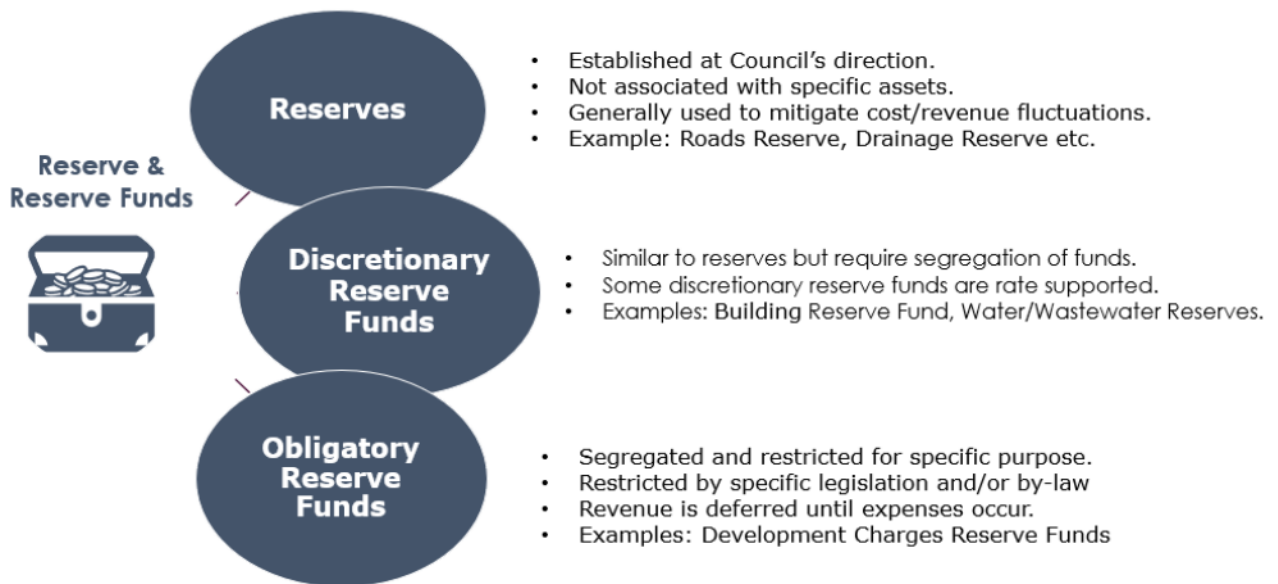 Reserve &
Reserve Funds
Reserves
• Established at Council’s direction.
• Not associated with specific assets.
• Generally used to mitigate cost/revenue fluctuations.
• Example: Roads Reserve, Drainage Reserve etc.
Discretionary
Reserve
Funds
• Similar to reserves but require segregation of funds.
• Some discretionary reserve funds are rate supported.
• Examples: Building Reserve Fund, Water/Wastewater Reserves.
Obligatory
Reserve
Funds
• Segregated and restricted for specific purpose.
• Restricted by specific legislation and/or by-law
• Revenue is deferred until expenses occur.
• Examples: Development Charges Reserve Funds